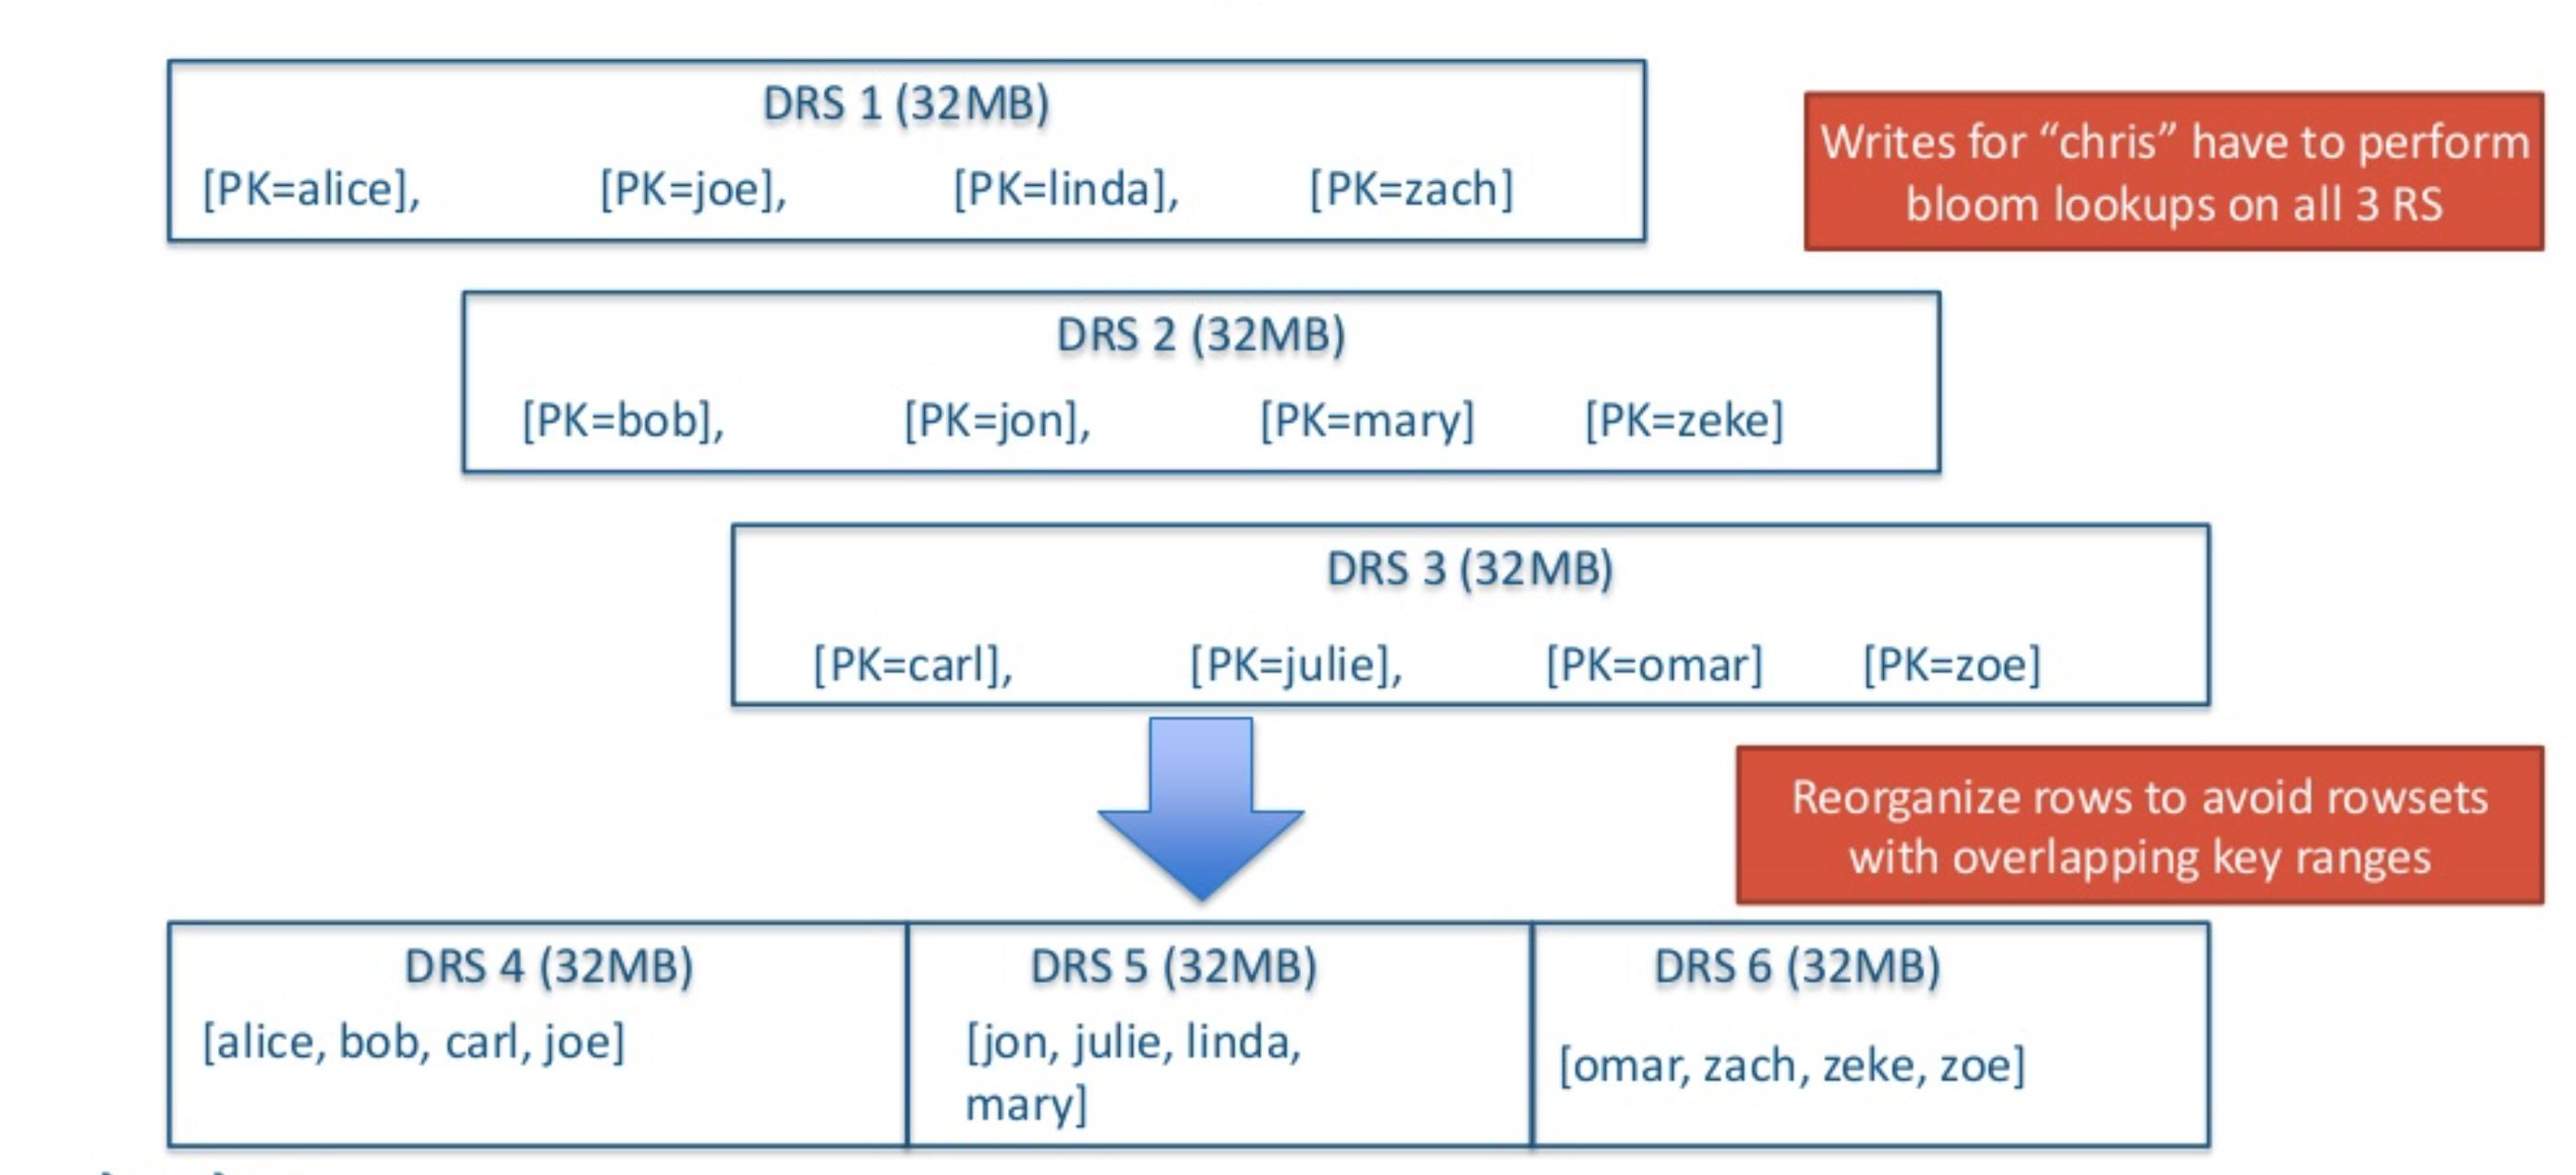 DRS 1 (32MB)
[PK=alice], [PK=joe], [PK=linda], [PK=zach]
Writes for “chris” have to perform
bloom lookups on all 3 RS
DRS 2 (32MB)
[PK=bob], [PK=jon], [PK=mary] [PK=zeke]
DRS 3 (32MB)
[PK=carl], [PK=julie], [PK=omar] [PK=zoe]
Reorganize rows to avoid rowsets
with overlapping key ranges
DRS 4 (32MB)
[alice, bob, carl, joe]
DRS 5 (32MB)
[jon, julie, linda,
mary]
DRS 6 (32MB)
[omar, zach, zeke, zoe]